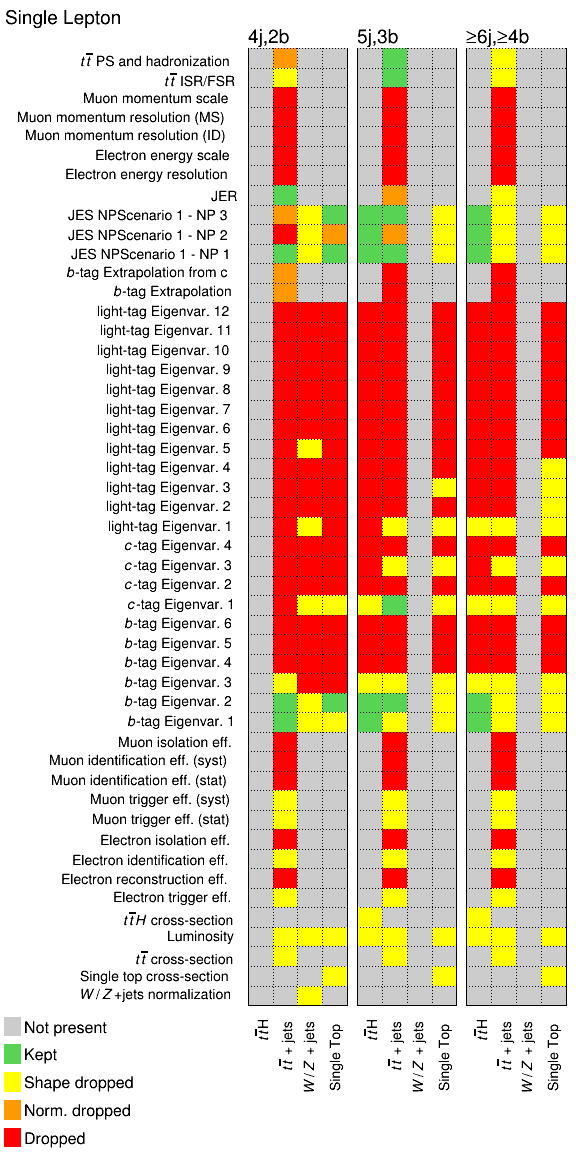 Single Lepton
4j,2b 5j,3b ≥6j,≥4b
tt̅ PS and hadronization
tt̅ ISR/FSR
Muon momentum scale
Muon momentum resolution (MS)
Muon momentum resolution (ID)
Electron energy scale
Electron energy resolution
JER
JES NPScenario 1 - NP 3
JES NPScenario 1 - NP 2
JES NPScenario 1 - NP 1
b-tag Extrapolation from c
b-tag Extrapolation
light-tag Eigenvar. 12
light-tag Eigenvar. 11
light-tag Eigenvar. 10
light-tag Eigenvar. 9
light-tag Eigenvar. 8
light-tag Eigenvar. 7
light-tag Eigenvar. 6
light-tag Eigenvar. 5
light-tag Eigenvar. 4
light-tag Eigenvar. 3
light-tag Eigenvar. 2
light-tag Eigenvar. 1
c-tag Eigenvar. 4
c-tag Eigenvar. 3
c-tag Eigenvar. 2
c-tag Eigenvar. 1
b-tag Eigenvar. 6
b-tag Eigenvar. 5
b-tag Eigenvar. 4
b-tag Eigenvar. 3
b-tag Eigenvar. 2
b-tag Eigenvar. 1
Muon isolation eff.
Muon identification eff. (syst)
Muon identification eff. (stat)
Muon trigger eff. (syst)
Muon trigger eff. (stat)
Electron isolation eff.
Electron identification eff.
Electron reconstruction eff.
Electron trigger eff.
tt̅H cross-section
Luminosity
tt̅ cross-section
Single top cross-section
W/Z+jets normalization
tt̅H
tt̅ + jets
W/Z + jets
Single Top
tt̅H
tt̅ + jets
W/Z + jets
Single Top
tt̅H
tt̅ + jets
W/Z + jets
Single Top
Not present
Kept
Shape dropped
Norm. dropped
Dropped